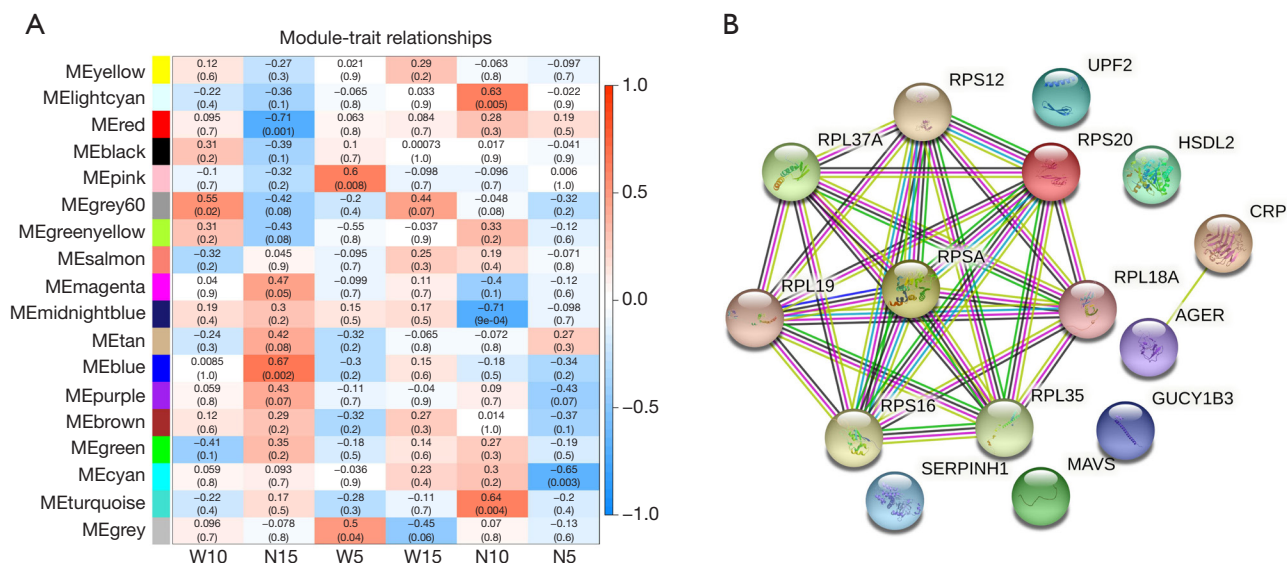 A
Module-trait relationships
MEyellow 0.12 −0.27 0.021 0.29 −0.063 −0.097
(0.6) (0.3) (0.9) (0.2) (0.8) (0.7)
MElightcyan −0.22 −0.36 −0.065 0.033 0.63 −0.022
(0.4) (0.1) (0.8) (0.9) (0.005) (0.9)
MEred 0.095 −0.71 0.063 0.084 0.28 0.19
(0.7) (0.001) (0.8) (0.7) (0.3) (0.5)
MEblack 0.31 −0.39 0.1 0.00073 0.017 −0.041
(0.2) (0.1) (0.7) (1.0) (0.9) (0.9)
MEpink −0.1 −0.32 0.6 −0.098 −0.096 0.006
(0.7) (0.2) (0.008) (0.7) (0.7) (1.0)
MEgrey60 0.55 −0.42 −0.2 0.44 −0.048 −0.32
(0.02) (0.08) (0.4) (0.07) (0.08) (0.2)
MEgreenyellow 0.31 −0.43 −0.55 −0.037 0.33 −0.12
(0.2) (0.08) (0.8) (0.9) (0.2) (0.6)
MEsalmon −0.32 0.045 −0.095 0.25 0.19 −0.071
(0.2) (0.9) (0.7) (0.3) (0.4) (0.8)
MEmagenta 0.04 0.47 −0.099 0.11 −0.4 −0.12
(0.9) (0.05) (0.7) (0.7) (0.1) (0.6)
MEmidnightblue 0.19 0.3 0.15 0.17 −0.71 −0.098
(0.4) (0.2) (0.5) (0.5) (9e-04) (0.7)
MEtan −0.24 0.42 −0.32 −0.065 −0.072 0.27
(0.3) (0.08) (0.2) (0.8) (0.8) (0.3)
MEblue 0.0085 0.67 −0.3 0.15 −0.18 −0.34
(1.0) (0.002) (0.2) (0.6) (0.5) (0.2)
MEpurple 0.059 0.43 −0.11 −0.04 0.09 −0.43
(0.8) (0.07) (0.7) (0.9) (0.7) (0.07)
MEbrown 0.12 0.29 −0.32 0.27 0.014 −0.37
(0.6) (0.2) (0.2) (0.3) (1.0) (0.1)
MEgreen −0.41 0.35 −0.18 0.14 0.27 −0.19
(0.1) (0.2) (0.5) (0.6) (0.3) (0.5)
MEcyan 0.059 0.093 −0.036 0.23 0.3 −0.65
(0.8) (0.7) (0.9) (0.4) (0.2) (0.003)
MEturquoise −0.22 0.17 −0.28 −0.11 0.64 −0.2
(0.4) (0.5) (0.3) (0.7) (0.004) (0.4)
MEgrey 0.096 −0.078 0.5 −0.45 0.07 −0.13
(0.7) (0.8) (0.04) (0.06) (0.8) (0.6)
W10 N15 W5 W15 N10 N5
1.0
0.5
0.0
−0.5
−1.0
B
UPF2
RPS12
RPS20
HSDL2
RPL37A
CRP
RPSA
RPL18A
RPL19
AGER
GUCY1B3
RPL35
RPS16
SERPINH1
MAVS